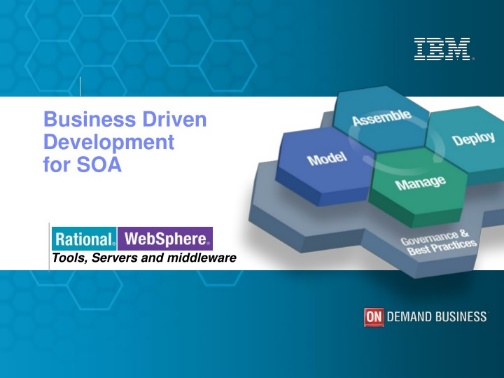 IBM
Business Driven
Development
for SOA
Assemble
Deploy
Model
Manage
Governance &
Best Practices
Rational. WebSphere.
Tools, Servers and middleware
ON DEMAND BUSINESS